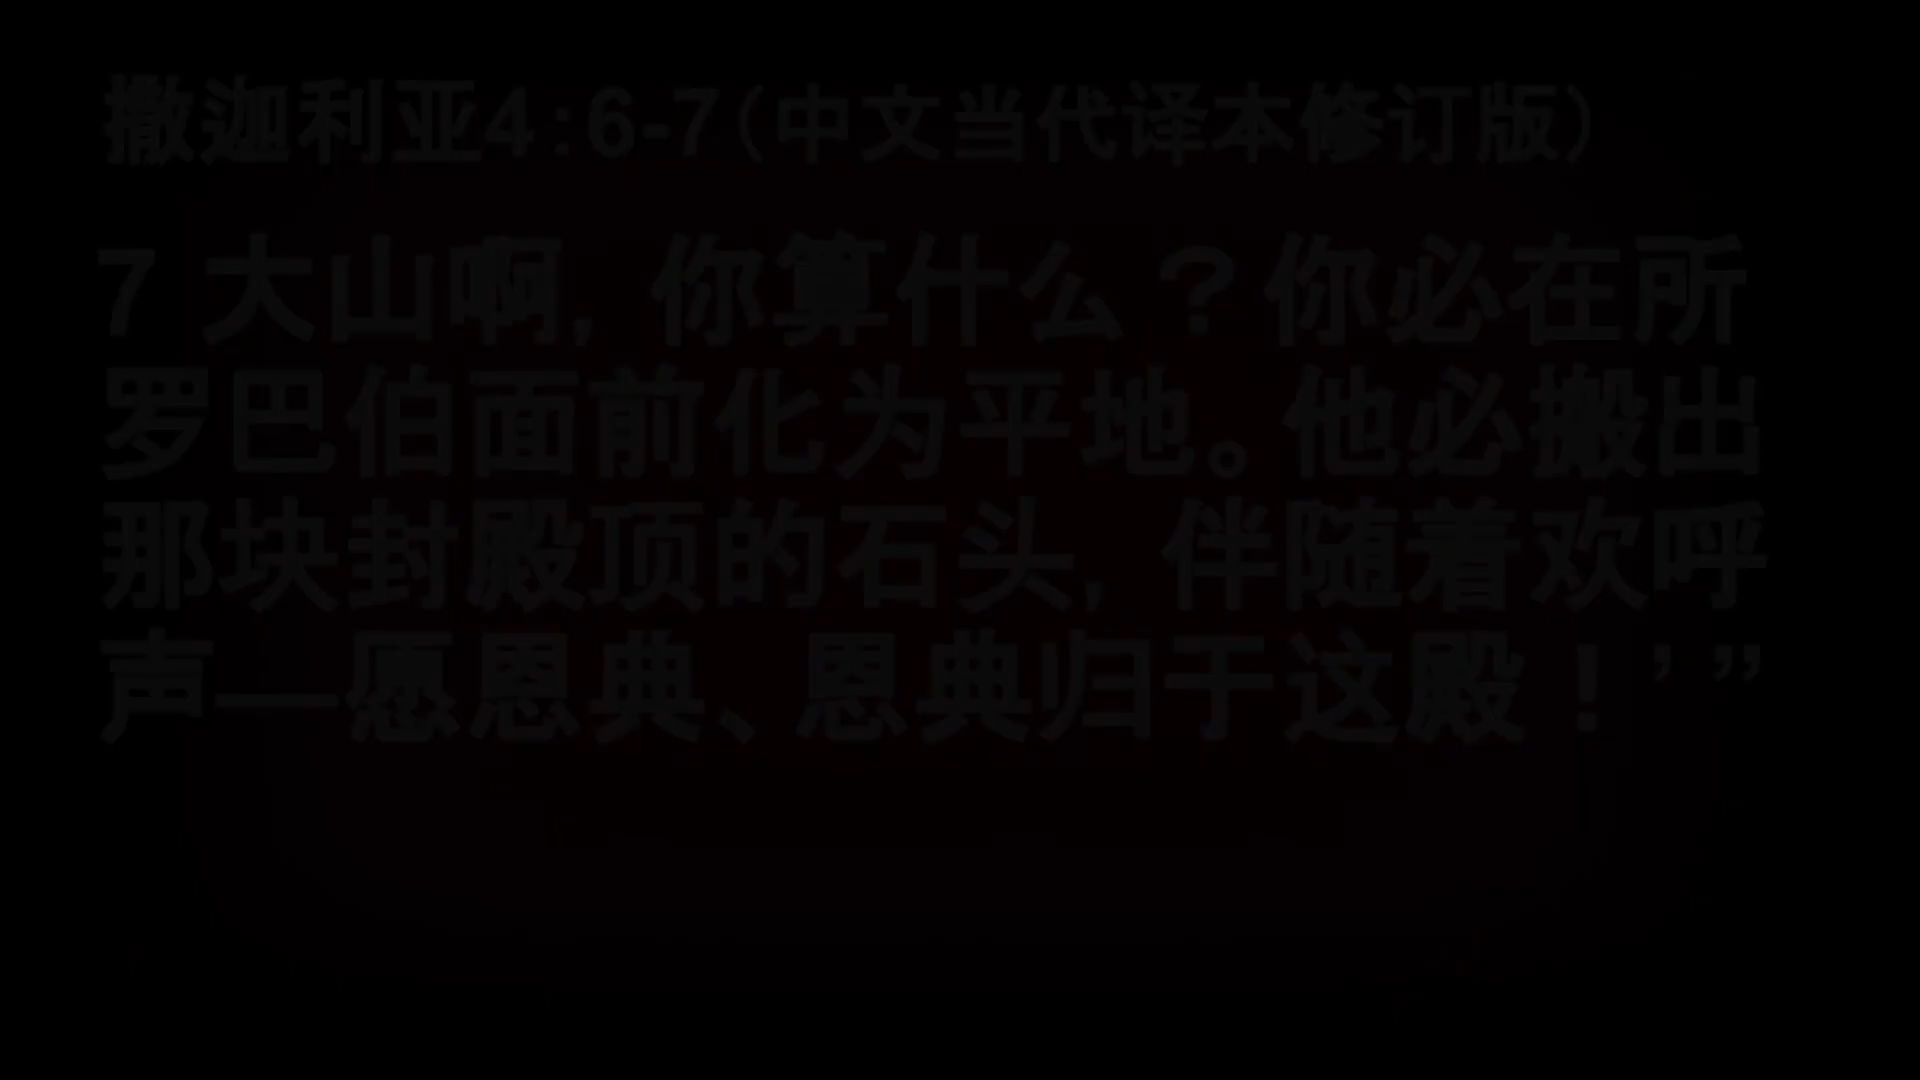 撒迦利亚4:6-7(中文当代译本修订版)
7 大山啊, 你算什么？你必在所
罗巴伯面前化为平地。他必搬出
那块封殿顶的石头, 伴随着欢呼
声—愿恩典、恩典归于这殿！’”